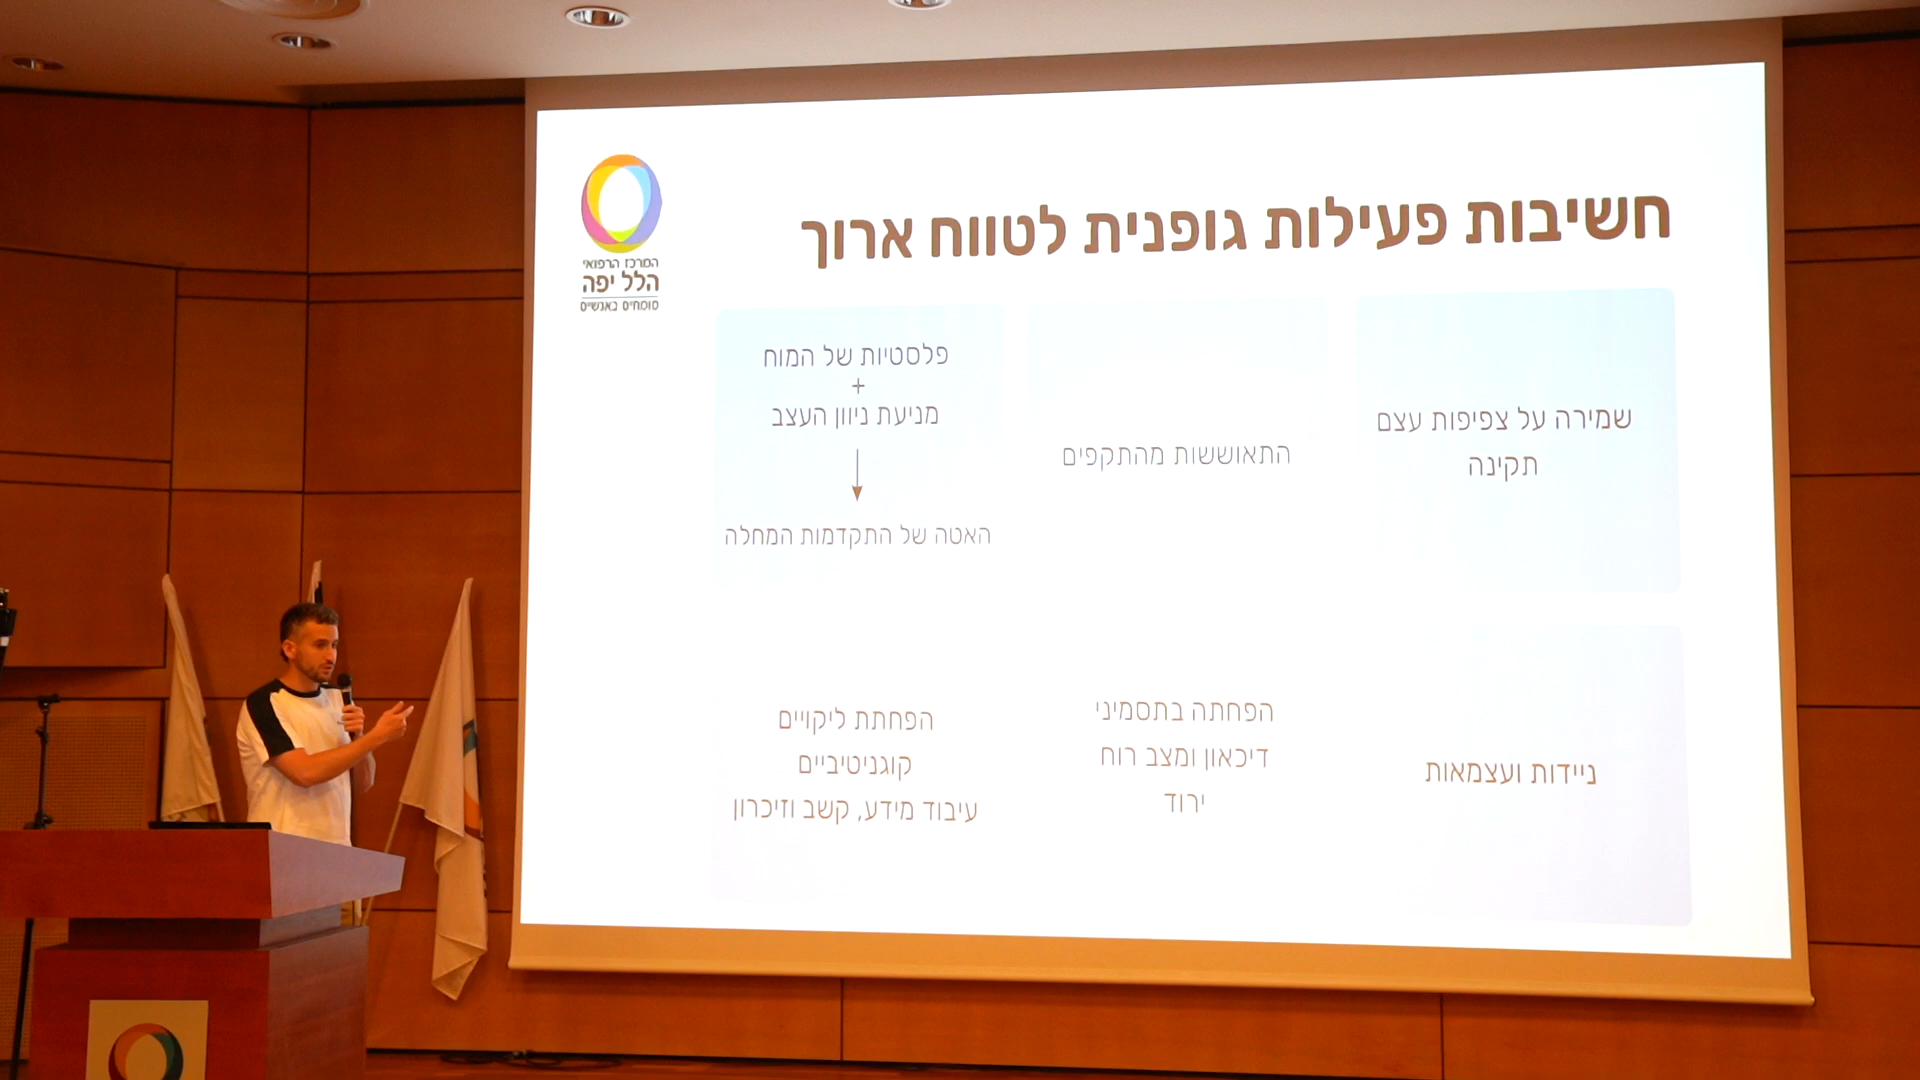 המרכז הרפואי
הלל יפה
מומחים באנשים
חשיבות פעילות גופנית לטווח ארוך
שמירה על צפיפות עצם
תקינה
התאוששות מהתקפים
פלסטיות של המוח
+
מניעת ניוון העצב
האטה של התקדמות המחלה
ניידות ועצמאות
הפחתה בתסמיני
דיכאון ומצב רוח
ירוד
הפחתת ליקויים
קוגניטיביים
עיבוד מידע, קשב וזיכרון